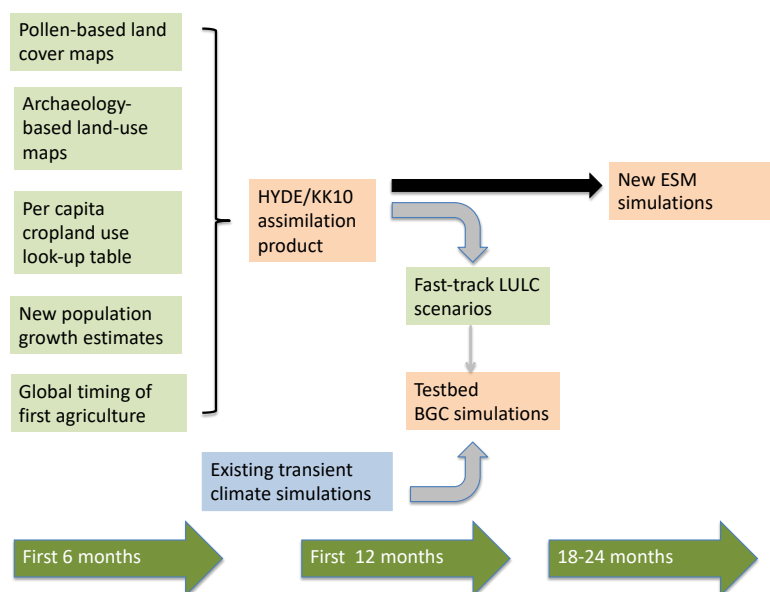 Pollen-based land
cover maps
Archaeology-
based land-use
maps
Per capita
cropland use
look-up table
New population
growth estimates
Global timing of
first agriculture
HYDE/KK10
assimilation
product
New ESM
simulations
Fast-track LULC
scenarios
Testbed
BGC simulations
Existing transient
climate simulations
First 6 months
First  12 months
18-24 months